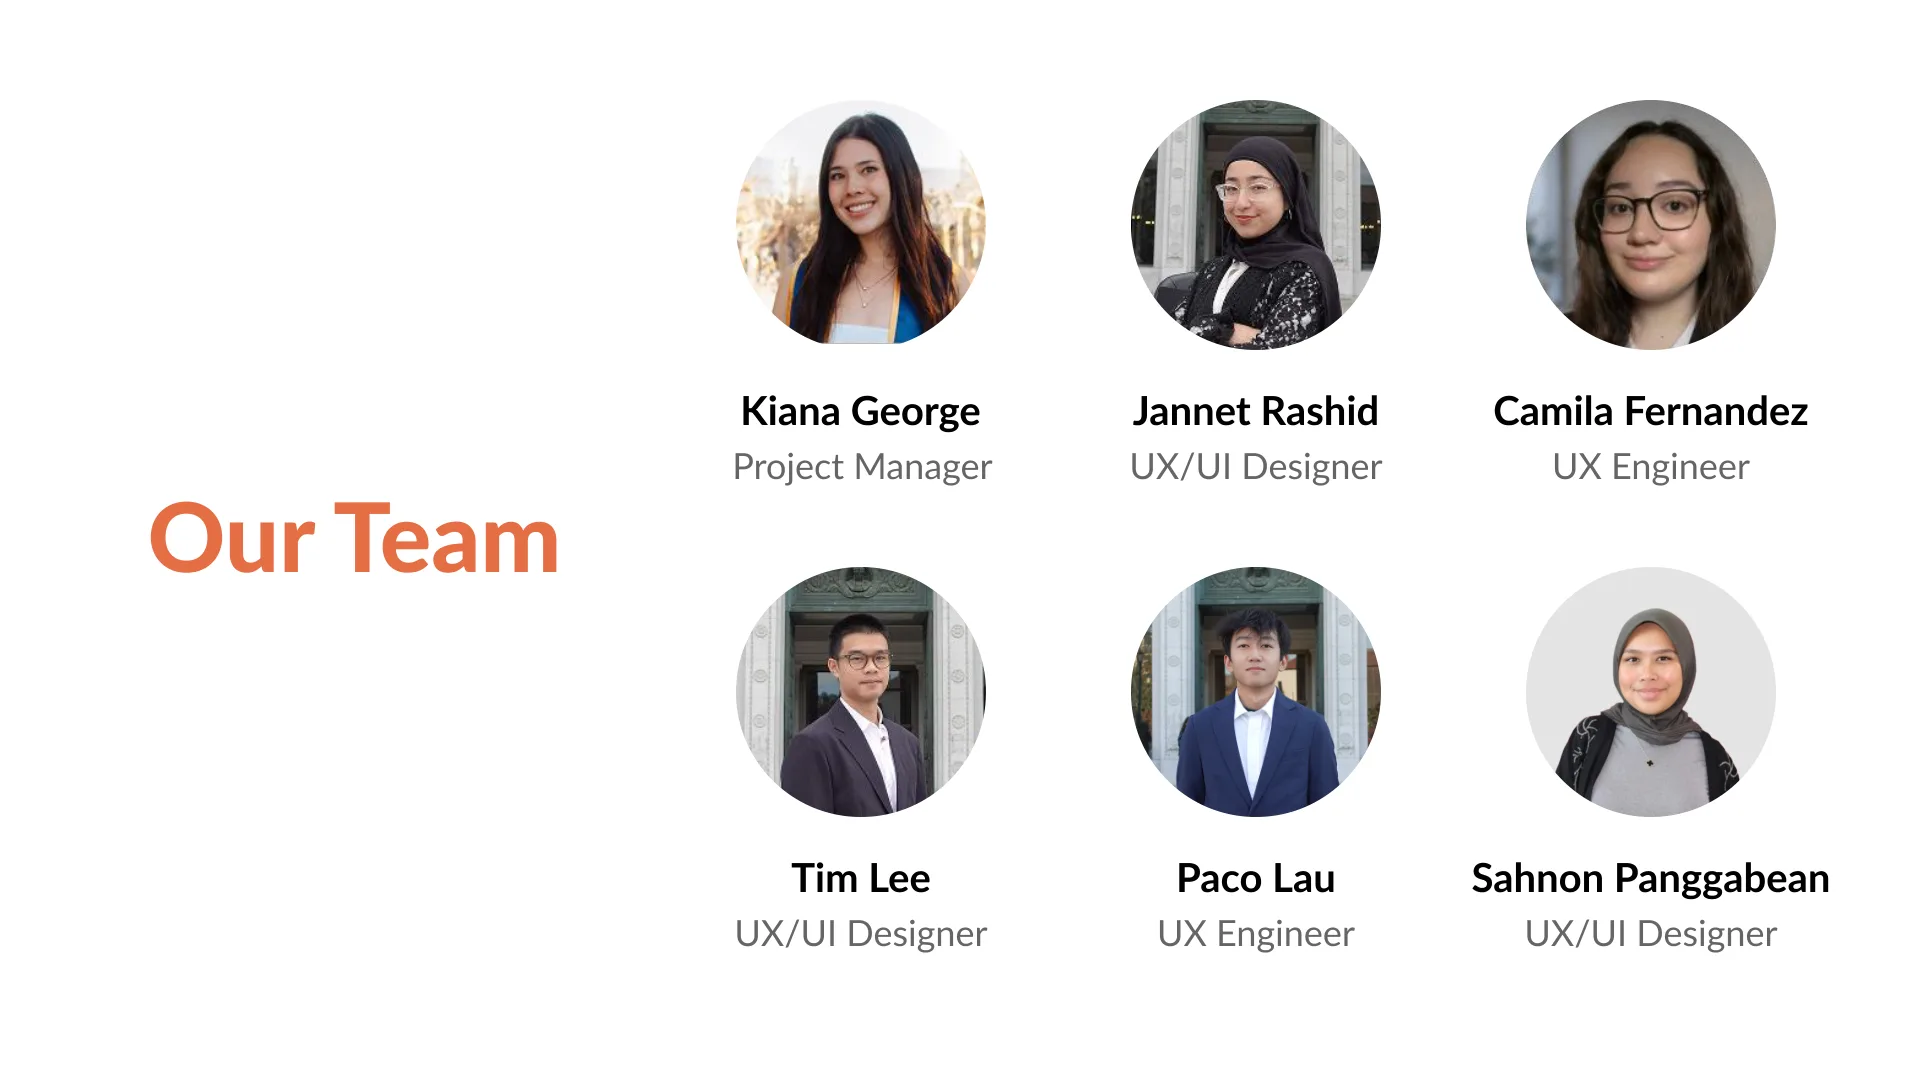 Our Team
Kiana George
Project Manager
Jannet Rashid
UX/UI Designer
Camila Fernandez
UX Engineer
Tim Lee
UX/UI Designer
Paco Lau
UX Engineer
Sahnon Panggabean
UX/UI Designer